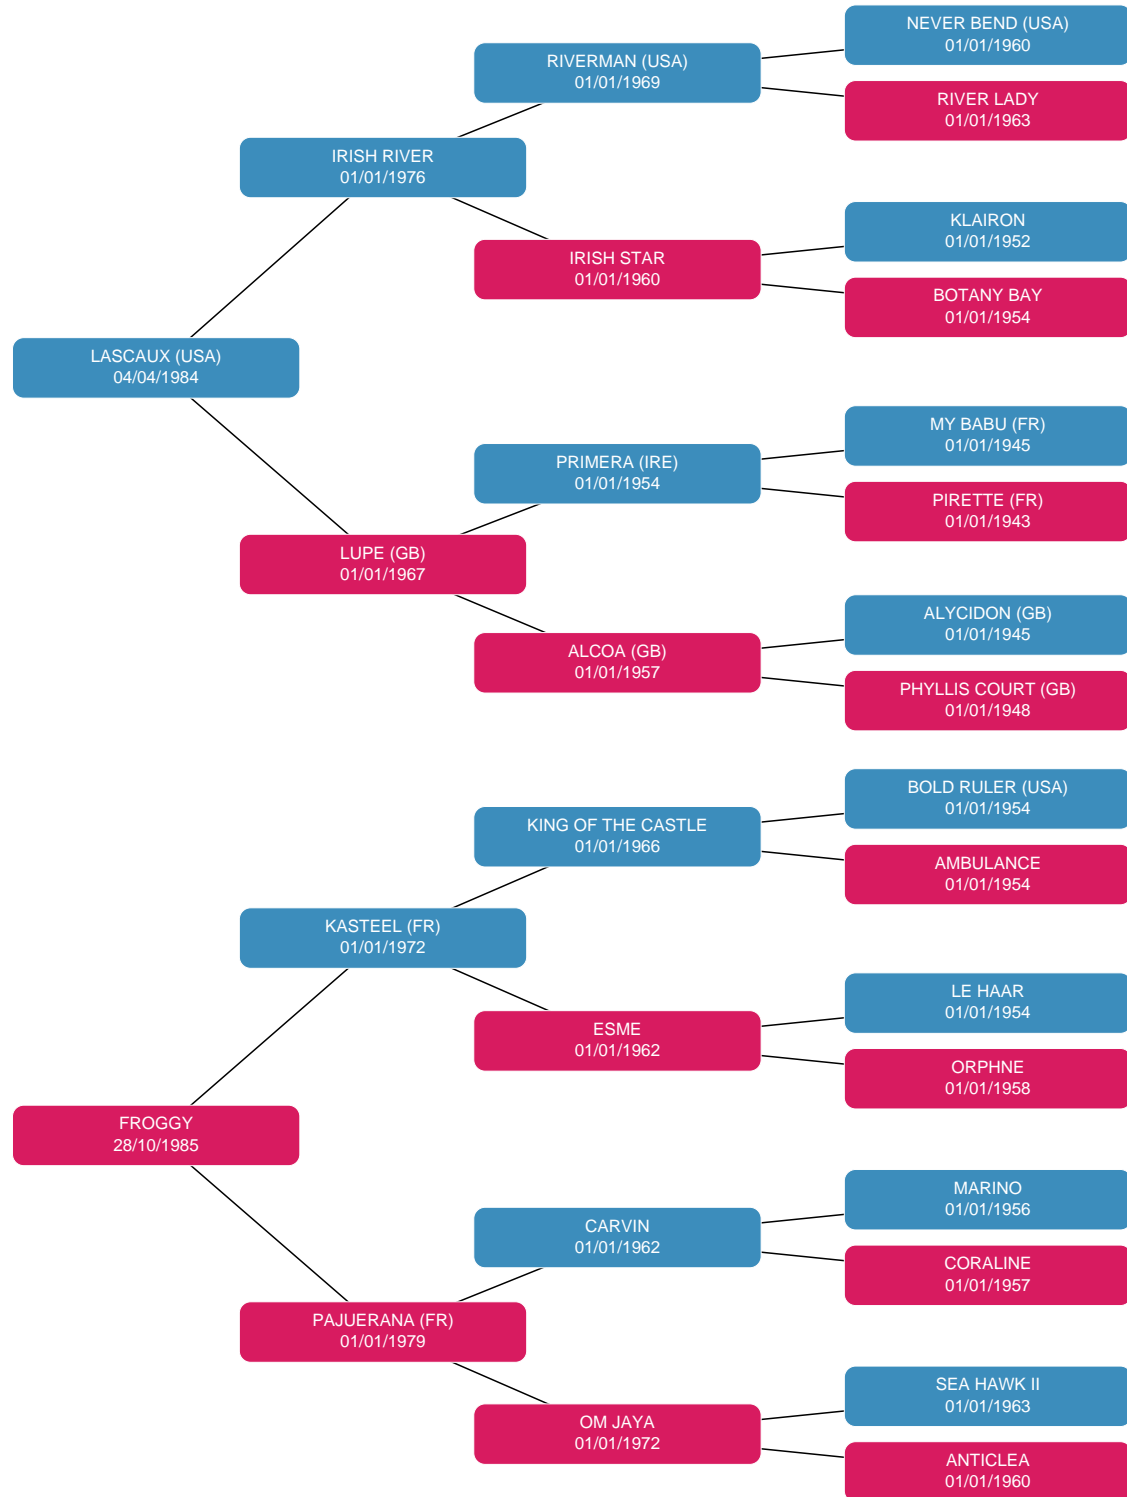 NEVER BEND (USA)
01/01/1960
RIVERMAN (USA)
01/01/1969
RIVER LADY
01/01/1963
IRISH RIVER
01/01/1976
KLAIRON
01/01/1952
IRISH STAR
01/01/1960
BOTANY BAY
01/01/1954
LASCAUX (USA)
04/04/1984
MY BABU (FR)
01/01/1945
PRIMERA (IRE)
01/01/1954
PIRETTE (FR)
01/01/1943
LUPE (GB)
01/01/1967
ALYCIDON (GB)
01/01/1945
ALCOA (GB)
01/01/1957
PHYLLIS COURT (GB)
01/01/1948
BOLD RULER (USA)
01/01/1954
KING OF THE CASTLE
01/01/1966
AMBULANCE
01/01/1954
KASTEEL (FR)
01/01/1972
LE HAAR
01/01/1954
ESME
01/01/1962
ORPHNE
01/01/1958
FROGGY
28/10/1985
MARINO
01/01/1956
CARVIN
01/01/1962
CORALINE
01/01/1957
PAJUERANA (FR)
01/01/1979
SEA HAWK II
01/01/1963
OM JAYA
01/01/1972
ANTICLEA
01/01/1960